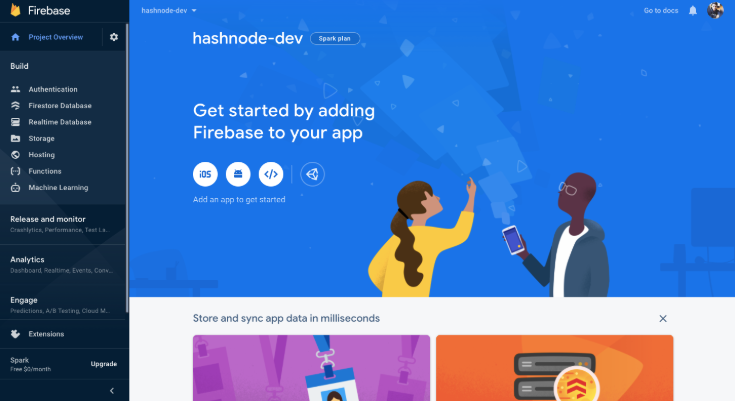 Firebase
hashnode-dev
Go to docs
Project Overview
hashnode-dev
Spark plan
Build
Authentication
Firestore Database
Realtime Database
Storage
Hosting
Functions
Machine Learning
Get started by adding
Firebase to your app
iOS
Add an app to get started
Release and monitor
Crashlytics, Performance, Test La...
Analytics
Dashboard, Realtime, Events, Conv...
Engage
Predictions, A/B Testing, Cloud M...
Extensions
Spark
Free $0/month
Upgrade
Store and sync app data in milliseconds